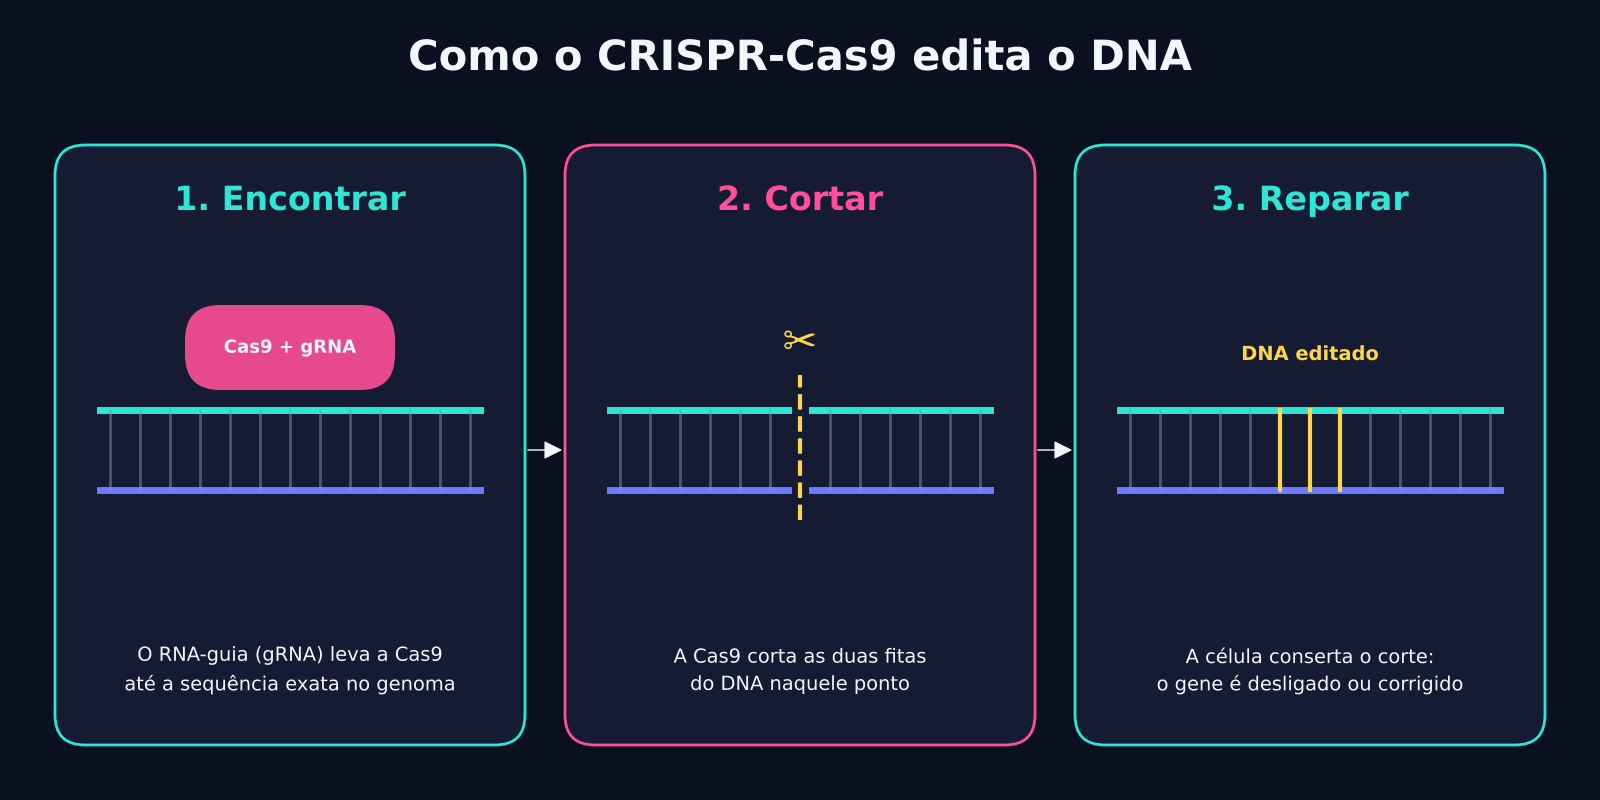 Como o CRISPR-Cas9 edita o DNA
1. Encontrar
Cas9 + gRNA
O RNA-guia (gRNA) leva a Cas9
até a sequência exata no genoma
2. Cortar
A Cas9 corta as duas fitas
do DNA naquele ponto
3. Reparar
DNA editado
A célula conserta o corte:
o gene é desligado ou corrigido